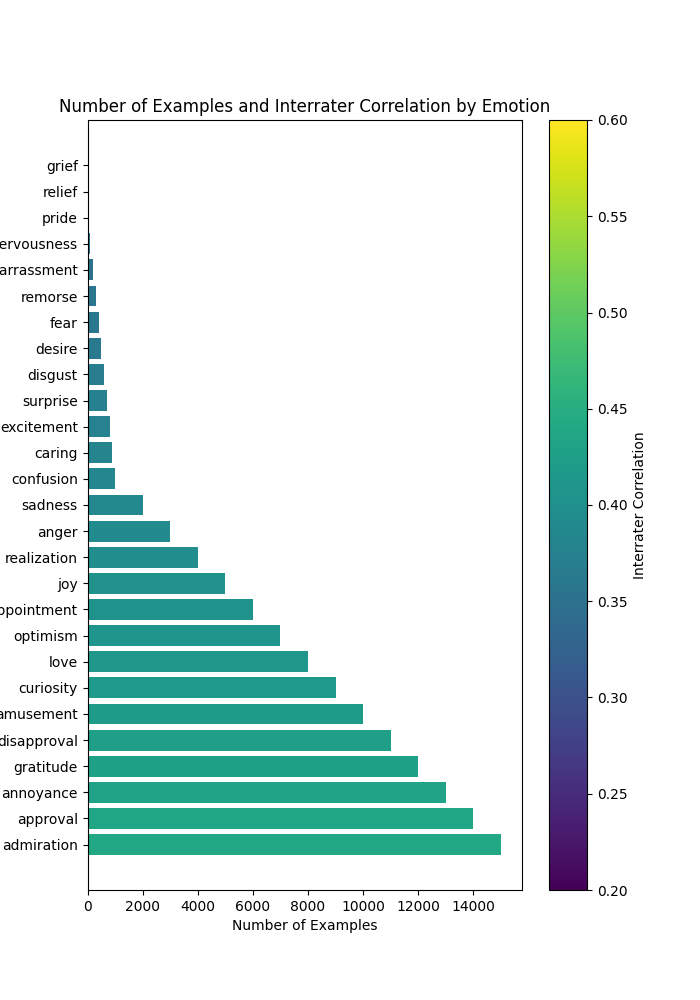 Number of Examples and Interrater Correlation by Emotion
grief
relief
pride
ervousness
arrassment
remorse
fear
desire
disgust
surprise
excitement
caring
confusion
sadness
anger
realization
joy
ppointment
optimism
love
curiosity
amusement
disapproval
gratitude
annoyance
approval
admiration
0 2000 4000 6000 8000 10000 12000 14000
Number of Examples
0.60
0.55
0.50
0.45
0.40
0.35
0.30
0.25
0.20
Interrater Correlation